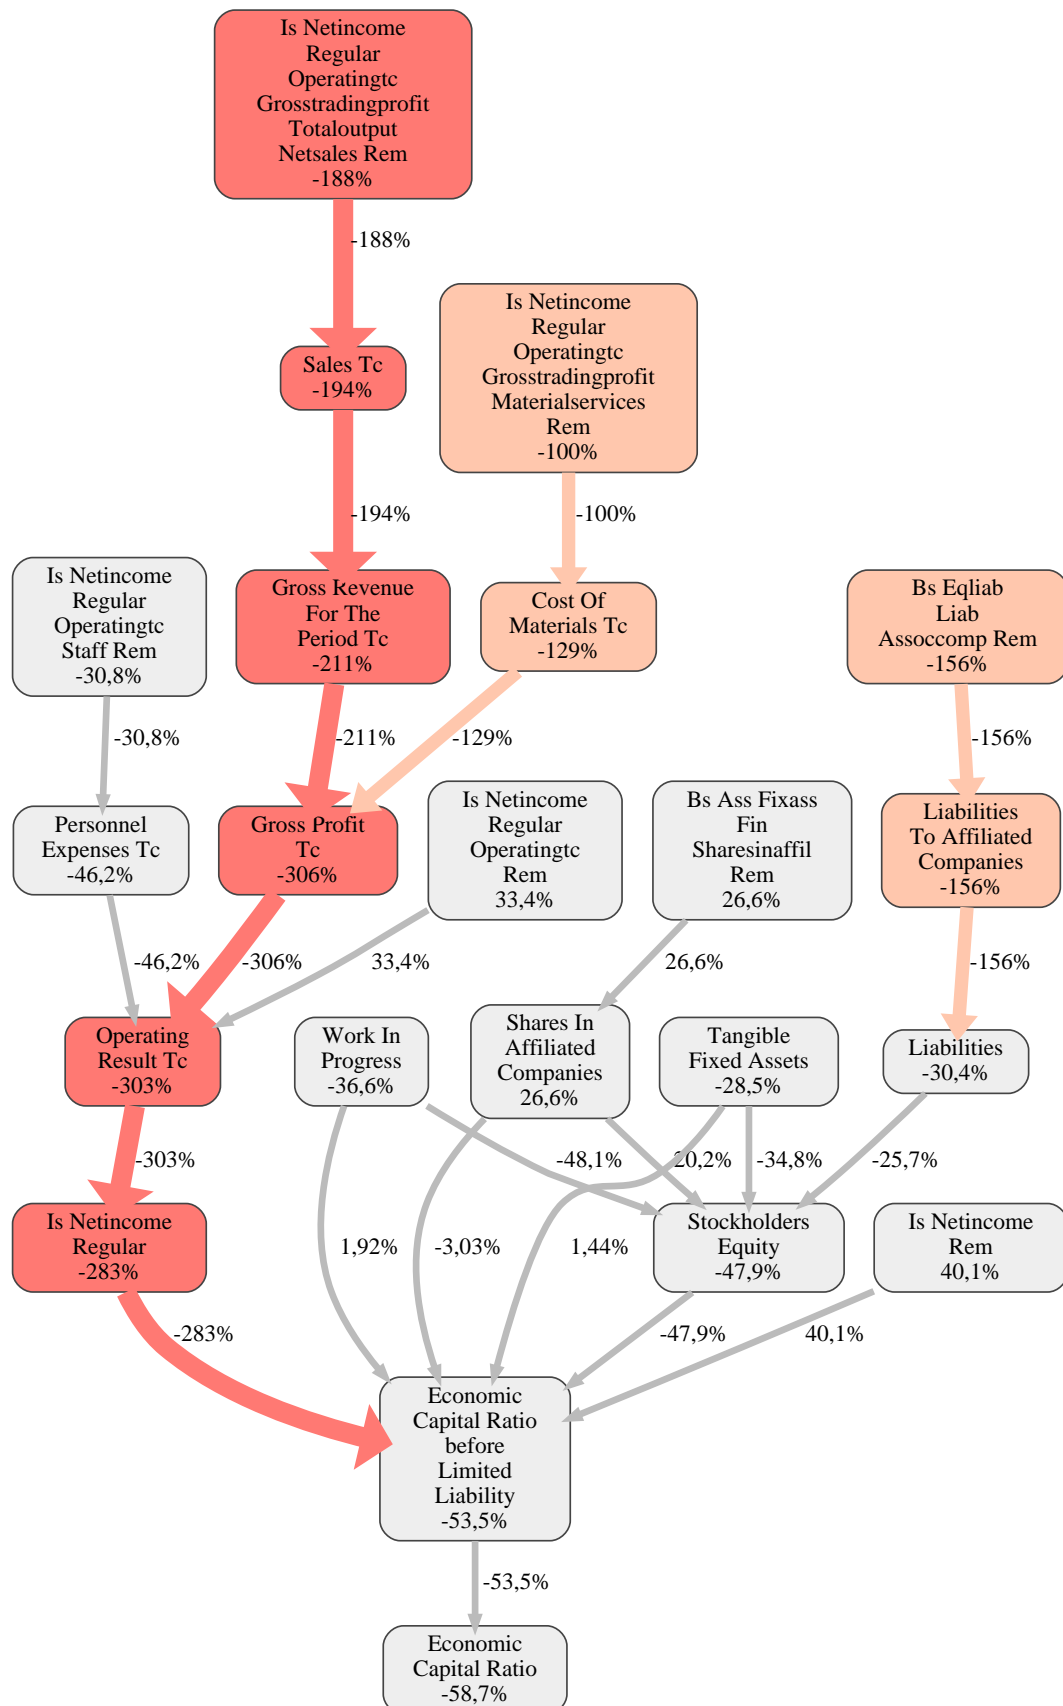 Is Netincome
Regular
Operatingtc
Grosstradingprofit
Totaloutput
Netsales Rem
-188%
-188%
Is Netincome
Regular
Operatingtc
Grosstradingprofit
Materialservices
Rem
-100%
Sales Tc
-194%
-194%
-100%
Is Netincome
Regular
Operatingtc
Staff Rem
-30,8%
Gross Revenue
For The
Period Tc
-211%
Cost Of
Materials Tc
-129%
Bs Eqliab
Liab
Assoccomp Rem
-156%
-30,8%
-211%
-129%
-156%
Personnel
Expenses Tc
-46,2%
Gross Profit
Tc
-306%
Is Netincome
Regular
Operatingtc
Rem
33,4%
Bs Ass Fixass
Fin
Sharesinaffil
Rem
26,6%
Liabilities
To Affiliated
Companies
-156%
-46,2%
-306%
33,4%
26,6%
-156%
Operating
Result Tc
-303%
Work In
Progress
-36,6%
Shares In
Affiliated
Companies
26,6%
Tangible
Fixed Assets
-28,5%
Liabilities
-30,4%
-303%
-48,1%
20,2%
-34,8%
-25,7%
Is Netincome
Regular
-283%
1,92%
-3,03%
1,44%
Stockholders
Equity
-47,9%
Is Netincome
Rem
40,1%
-283%
-47,9%
40,1%
Economic
Capital Ratio
before
Limited
Liability
-53,5%
-53,5%
Economic
Capital Ratio
-58,7%